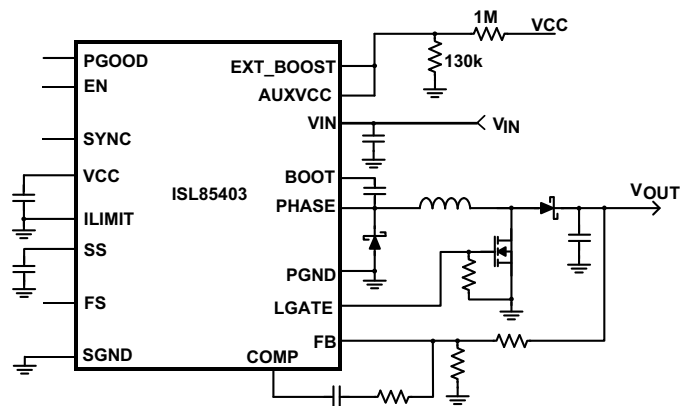 1M
VCC
PGOOD
EN
SYNC
VCC
ILIMIT
SS
FS
SGND
ISL85403
EXT_BOOST
AUXVCC
VIN
BOOT
PHASE
PGND
LGATE
FB
COMP
130k
VIN
VOUT